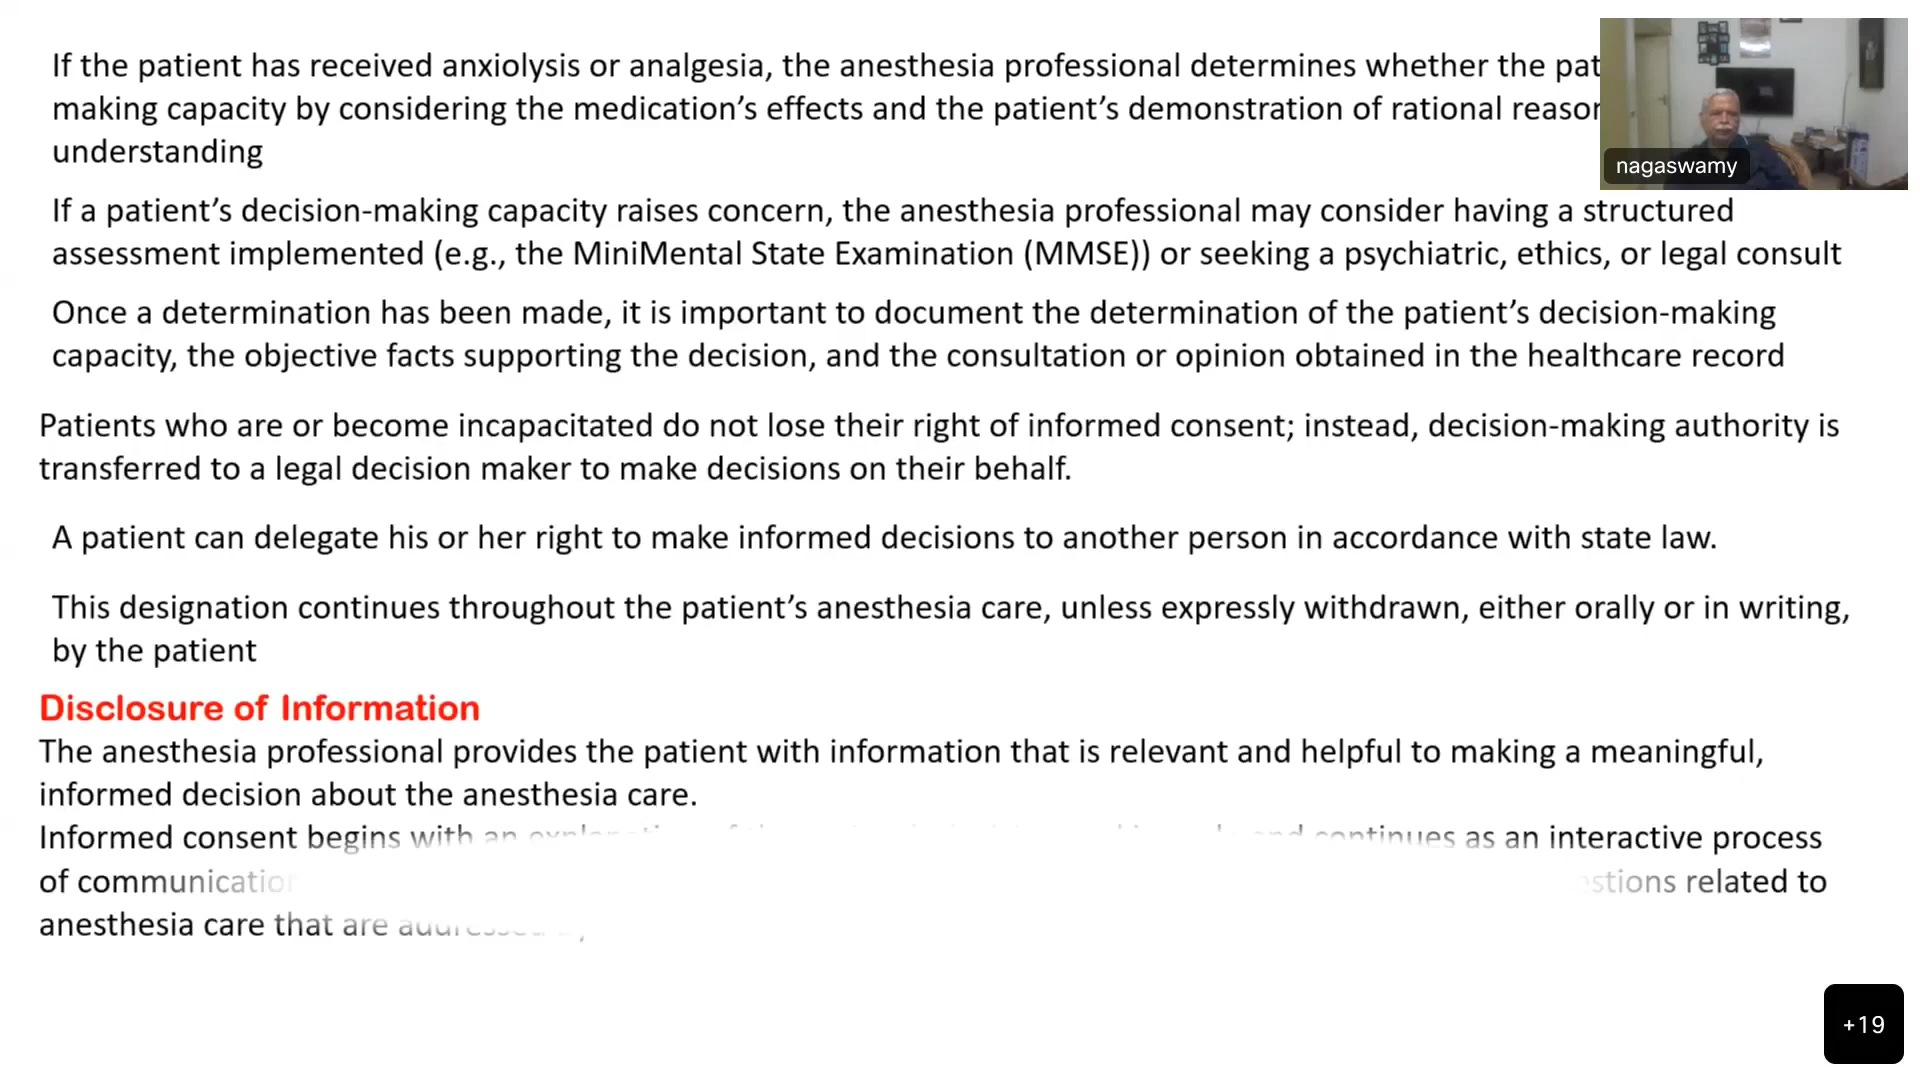 If the patient has received anxiolysis or analgesia, the anesthesia professional determines whether the
making capacity by considering the medication’s effects and the patient’s demonstration of rational
understanding
nagaswamy
If a patient’s decision-making capacity raises concern, the anesthesia professional may consider having a structured
assessment implemented (e.g., the MiniMental State Examination (MMSE)) or seeking a psychiatric, ethics, or legal consult
Once a determination has been made, it is important to document the determination of the patient’s decision-making
capacity, the objective facts supporting the decision, and the consultation or opinion obtained in the healthcare record
Patients who are or become incapacitated do not lose their right of informed consent; instead, decision-making authority is
transferred to a legal decision maker to make decisions on their behalf.
A patient can delegate his or her right to make informed decisions to another person in accordance with state law.
This designation continues throughout the patient’s anesthesia care, unless expressly withdrawn, either orally or in writing,
by the patient
Disclosure of Information
The anesthesia professional provides the patient with information that is relevant and helpful to making a meaningful,
informed decision about the anesthesia care.
Informed consent begins with an continues as an interactive process
of related to
anesthesia care that are
+19